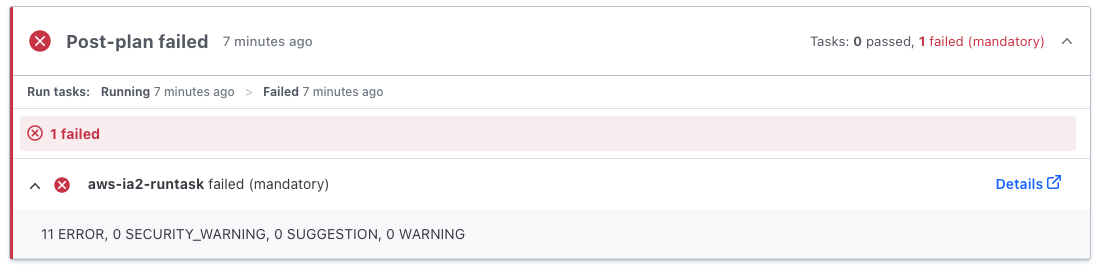 Post-plan failed 7 minutes ago Tasks: 0 passed, 1 failed (mandatory)
Run tasks: Running 7 minutes ago > Failed 7 minutes ago
1 failed
aws-ia2-runtask failed (mandatory) Details
11 ERROR, 0 SECURITY_WARNING, 0 SUGGESTION, 0 WARNING